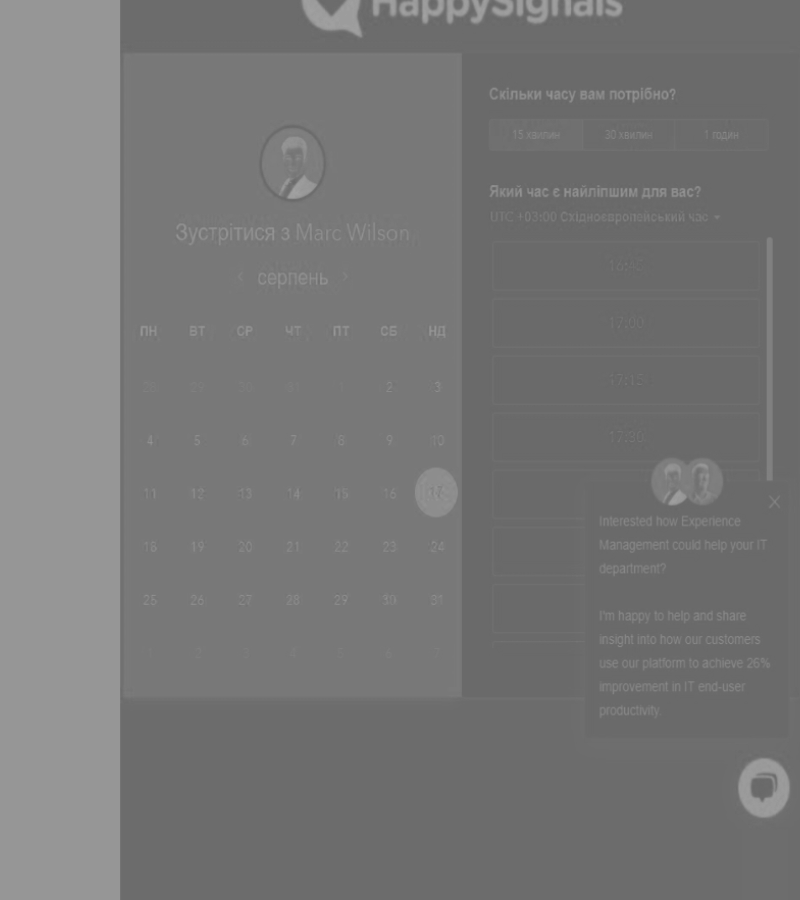 HappySignals
Зустрітися з Marc Wilson
серпень
ПН ВТ СР ЧТ ПТ СБ НД
28 29 30 31 1 2 3
4 5 6 7 8 9 10
11 12 13 14 15 16 17
18 19 20 21 22 23 24
25 26 27 28 29 30 31
1 2 3 4 5 6 7
Скільки часу вам потрібно?
15 хвилин 30 хвилин 1 годин
Який час є найліпшим для вас?
UTC +03:00 Східноєвропейський час
16:45
17:00
17:15
17:30
Interested how Experience
Management could help your IT
department?
I'm happy to help and share
insight into how our customers
use our platform to achieve 26%
improvement in IT end-user
productivity.